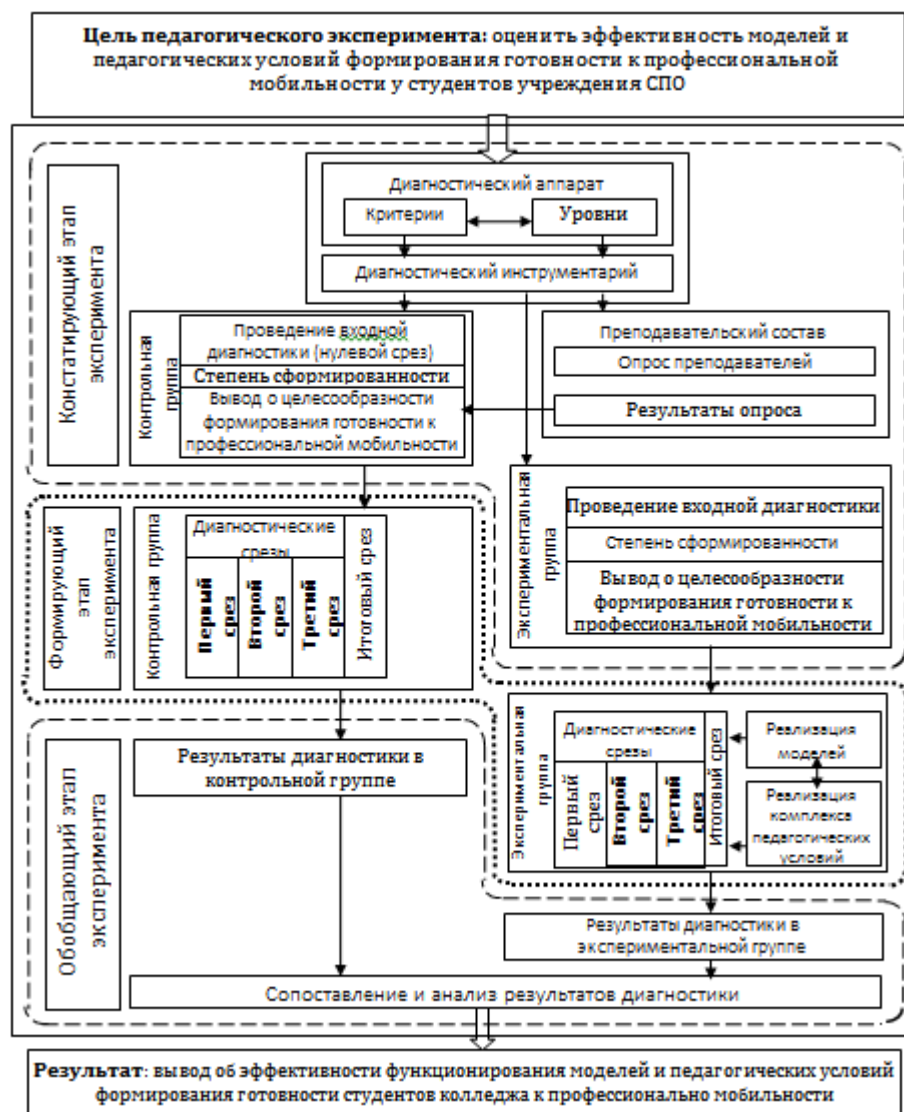 Цель педагогического эксперимента: оценить эффективность моделей и
педагогических условий формирования готовности к профессиональной
мобильности у студентов учреждения СПО
Констатирующий этап
эксперимента
Диагностический аппарат
Критерии
Уровни
Диагностический инструментарий
Контрольная
группа
Проведение входной
диагностики (нулевой срез)
Степень сформированности
Вывод о целесообразности
формирования готовности к
профессиональной мобильности
Преподавательский состав
Опрос преподавателей
Результаты опроса
Экспериментальная
группа
Проведение входной диагностики
Степень сформированности
Вывод о целесообразности
формирования готовности к
профессиональной мобильности
Формирующий
этап
эксперимента
Контрольная группа
Диагностические
срезы
Первый
срез
Второй
срез
Третий
срез
Итоговый срез
Экспериментальная
группа
Диагностические
срезы
Первый
срез
Второй
срез
Третий
срез
Итоговый срез
Реализация
моделей
Реализация
комплекса
педагогических
условий
Обобщающий этап
эксперимента
Результаты диагностики в
контрольной группе
Результаты диагностики в
экспериментальной группе
Сопоставление и анализ результатов диагностики
Результат: вывод об эффективности функционирования моделей и педагогических условий
формирования готовности студентов колледжа к профессионально мобильности